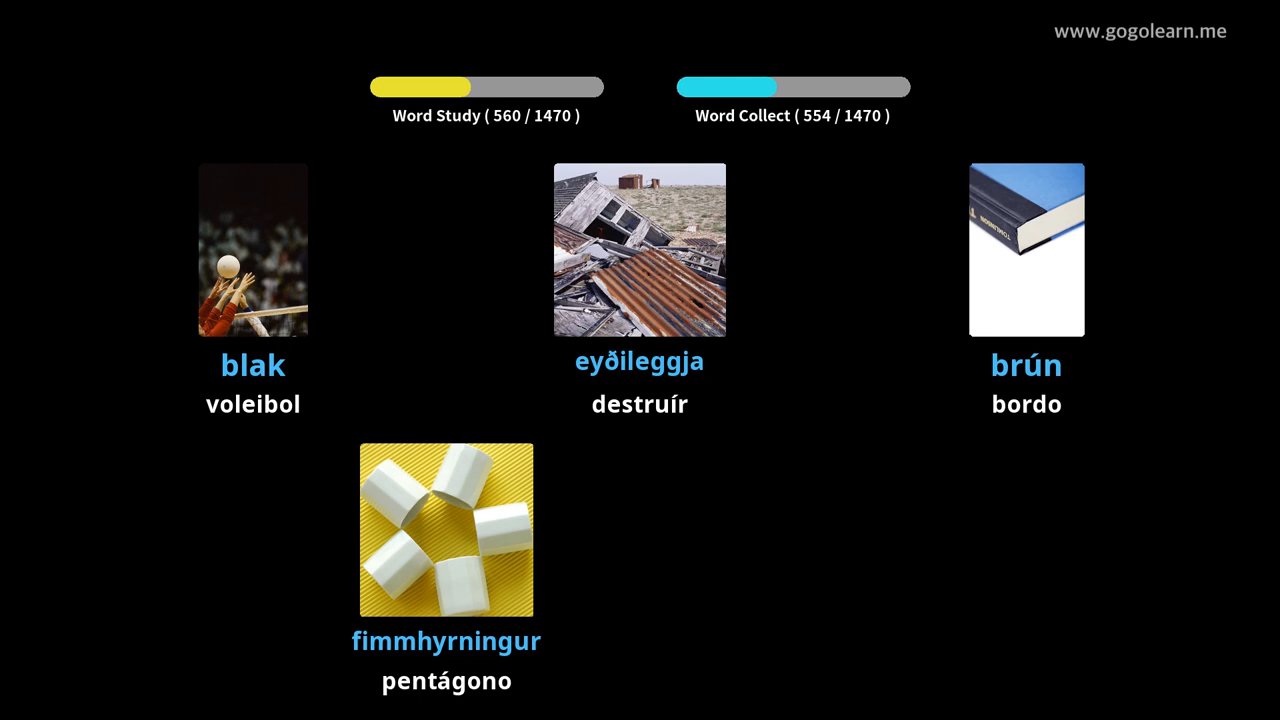 www.gogolearn.me
Word Study ( 560 / 1470 )
Word Collect ( 554 / 1470 )
TOMLINSON
blak
eyðileggja
brún
voleibol
destruír
bordo
fimmhyrningur
pentágono